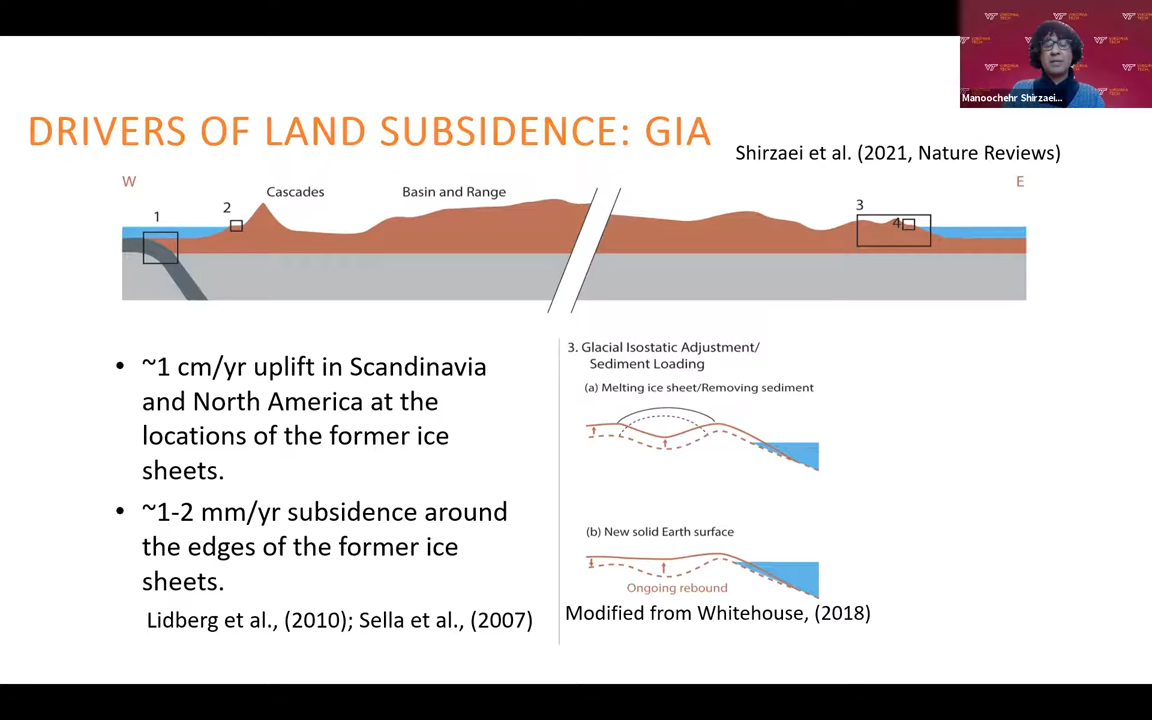 VIRGINIA TECH
Manoochehr Shirzaei...
DRIVERS OF LAND SUBSIDENCE: GIA
Shirzaei et al. (2021, Nature Reviews)
W
E
Cascades
Basin and Range
1
2
3
4
• ~1 cm/yr uplift in Scandinavia
and North America at the
locations of the former ice
sheets.
• ~1-2 mm/yr subsidence around
the edges of the former ice
sheets.
Lidberg et al., (2010); Sella et al., (2007)
3. Glacial Isostatic Adjustment/
Sediment Loading
(a) Melting ice sheet/Removing sediment
(b) New solid Earth surface
Ongoing rebound
Modified from Whitehouse, (2018)